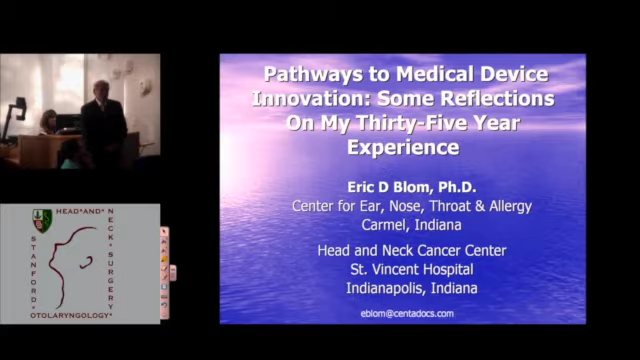 Pathways to Medical Device
Innovation: Some Reflections
On My Thirty-Five Year
Experience
Eric D Blom, Ph.D.
Center for Ear, Nose, Throat & Allergy
Carmel, Indiana
Head and Neck Cancer Center
St. Vincent Hospital
Indianapolis, Indiana
eblom@centadocs.com
HEAD*AND*
NECK*SURGERY
STANFORD
OTOLARYNGOLOGY*